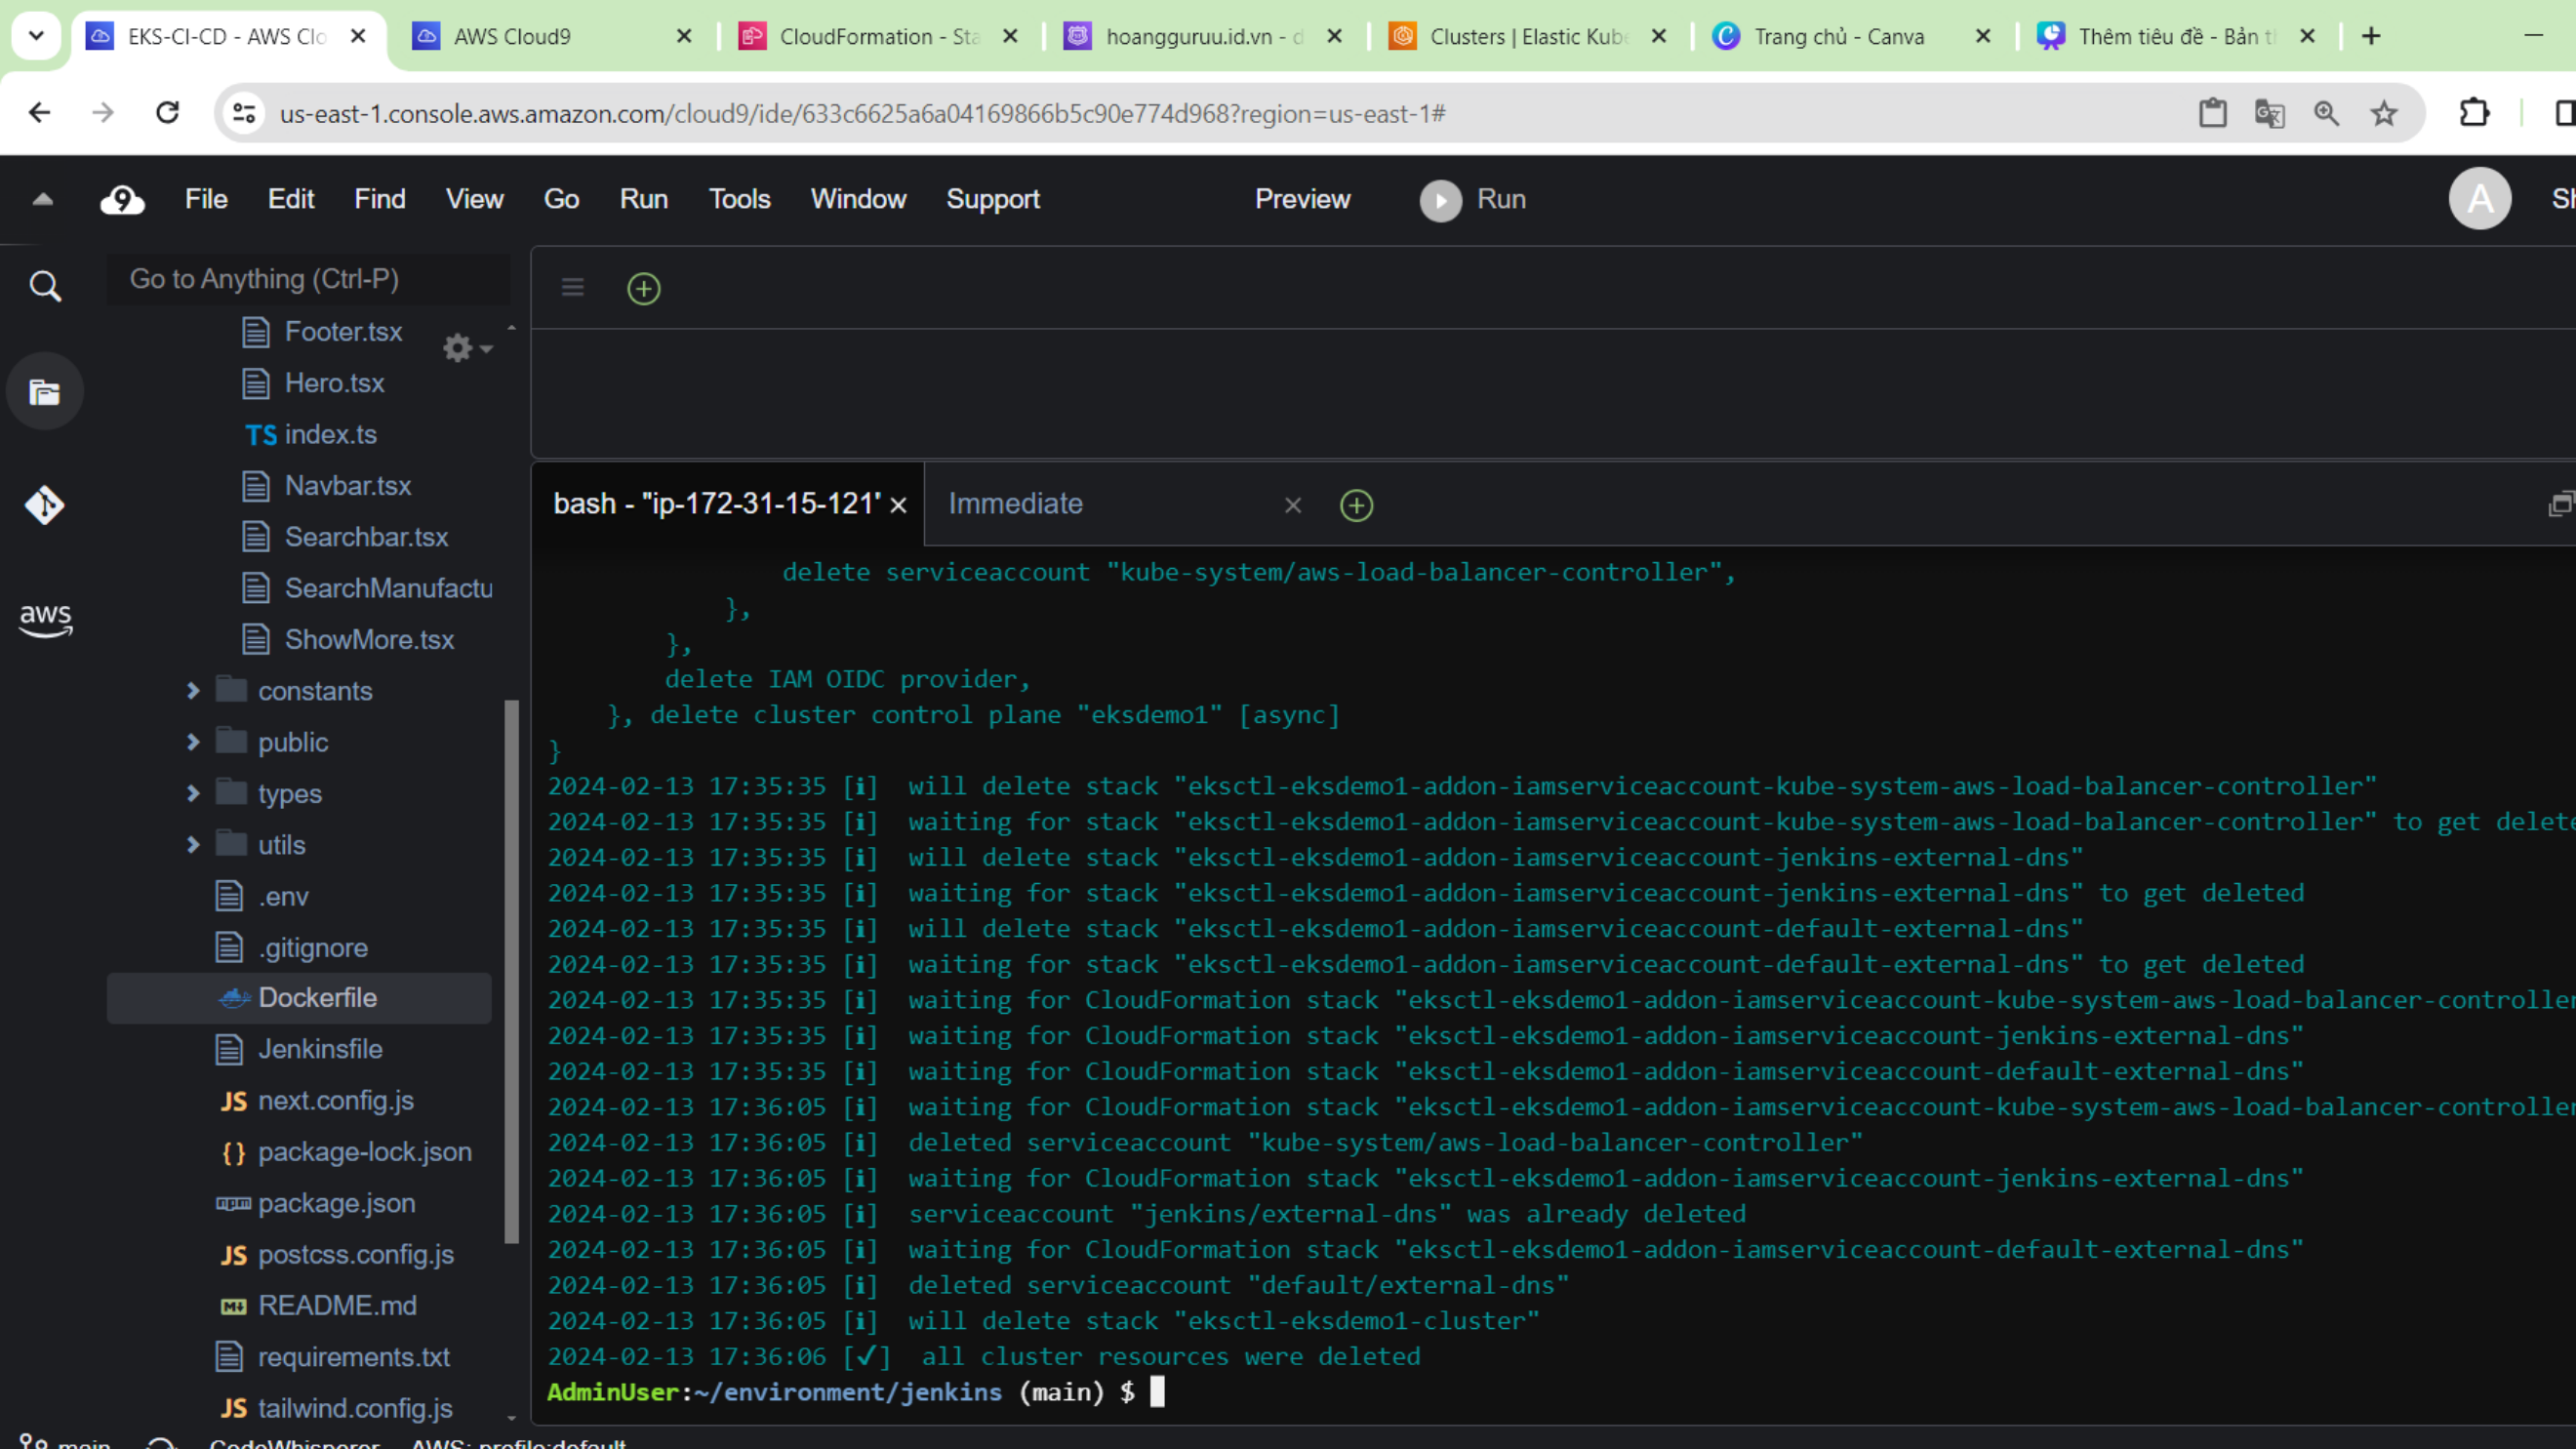 EKS-CI-CD - AWS Clo
AWS Cloud9
CloudFormation - Sta
hoangguruu.id.vn - d
Clusters | Elastic Kube
Trang chủ - Canva
Thêm tiêu đề - Bản t
us-east-1.console.aws.amazon.com/cloud9/ide/633c6625a6a04169866b5c90e774d968?region=us-east-1#
9 File Edit Find View Go Run Tools Window Support Preview Run A Sh
Go to Anything (Ctrl-P)
Footer.tsx
Hero.tsx
TS index.ts
Navbar.tsx
Searchbar.tsx
SearchManufactu
aws
ShowMore.tsx
constants
public
types
utils
.env
.gitignore
Dockerfile
Jenkinsfile
JS next.config.js
{} package-lock.json
package.json
JS postcss.config.js
M↓ README.md
requirements.txt
JS tailwind.config.js
bash - "ip-172-31-15-121" Immediate
delete serviceaccount "kube-system/aws-load-balancer-controller",
},
},
delete IAM OIDC provider,
}, delete cluster control plane "eksdemo1" [async]
}
2024-02-13 17:35:35 [ℹ]  will delete stack "eksctl-eksdemo1-addon-iamserviceaccount-kube-system-aws-load-balancer-controller"
2024-02-13 17:35:35 [ℹ]  waiting for stack "eksctl-eksdemo1-addon-iamserviceaccount-kube-system-aws-load-balancer-controller" to get delete
2024-02-13 17:35:35 [ℹ]  will delete stack "eksctl-eksdemo1-addon-iamserviceaccount-jenkins-external-dns"
2024-02-13 17:35:35 [ℹ]  waiting for stack "eksctl-eksdemo1-addon-iamserviceaccount-jenkins-external-dns" to get deleted
2024-02-13 17:35:35 [ℹ]  will delete stack "eksctl-eksdemo1-addon-iamserviceaccount-default-external-dns"
2024-02-13 17:35:35 [ℹ]  waiting for stack "eksctl-eksdemo1-addon-iamserviceaccount-default-external-dns" to get deleted
2024-02-13 17:35:35 [ℹ]  waiting for CloudFormation stack "eksctl-eksdemo1-addon-iamserviceaccount-kube-system-aws-load-balancer-controller
2024-02-13 17:35:35 [ℹ]  waiting for CloudFormation stack "eksctl-eksdemo1-addon-iamserviceaccount-jenkins-external-dns"
2024-02-13 17:35:35 [ℹ]  waiting for CloudFormation stack "eksctl-eksdemo1-addon-iamserviceaccount-default-external-dns"
2024-02-13 17:36:05 [ℹ]  waiting for CloudFormation stack "eksctl-eksdemo1-addon-iamserviceaccount-kube-system-aws-load-balancer-controller
2024-02-13 17:36:05 [ℹ]  deleted serviceaccount "kube-system/aws-load-balancer-controller"
2024-02-13 17:36:05 [ℹ]  waiting for CloudFormation stack "eksctl-eksdemo1-addon-iamserviceaccount-jenkins-external-dns"
2024-02-13 17:36:05 [ℹ]  serviceaccount "jenkins/external-dns" was already deleted
2024-02-13 17:36:05 [ℹ]  waiting for CloudFormation stack "eksctl-eksdemo1-addon-iamserviceaccount-default-external-dns"
2024-02-13 17:36:05 [ℹ]  deleted serviceaccount "default/external-dns"
2024-02-13 17:36:05 [ℹ]  will delete stack "eksctl-eksdemo1-cluster"
2024-02-13 17:36:06 [✔]  all cluster resources were deleted
AdminUser:~/environment/jenkins (main) $
main CodeWhisperer AWS: profile:default